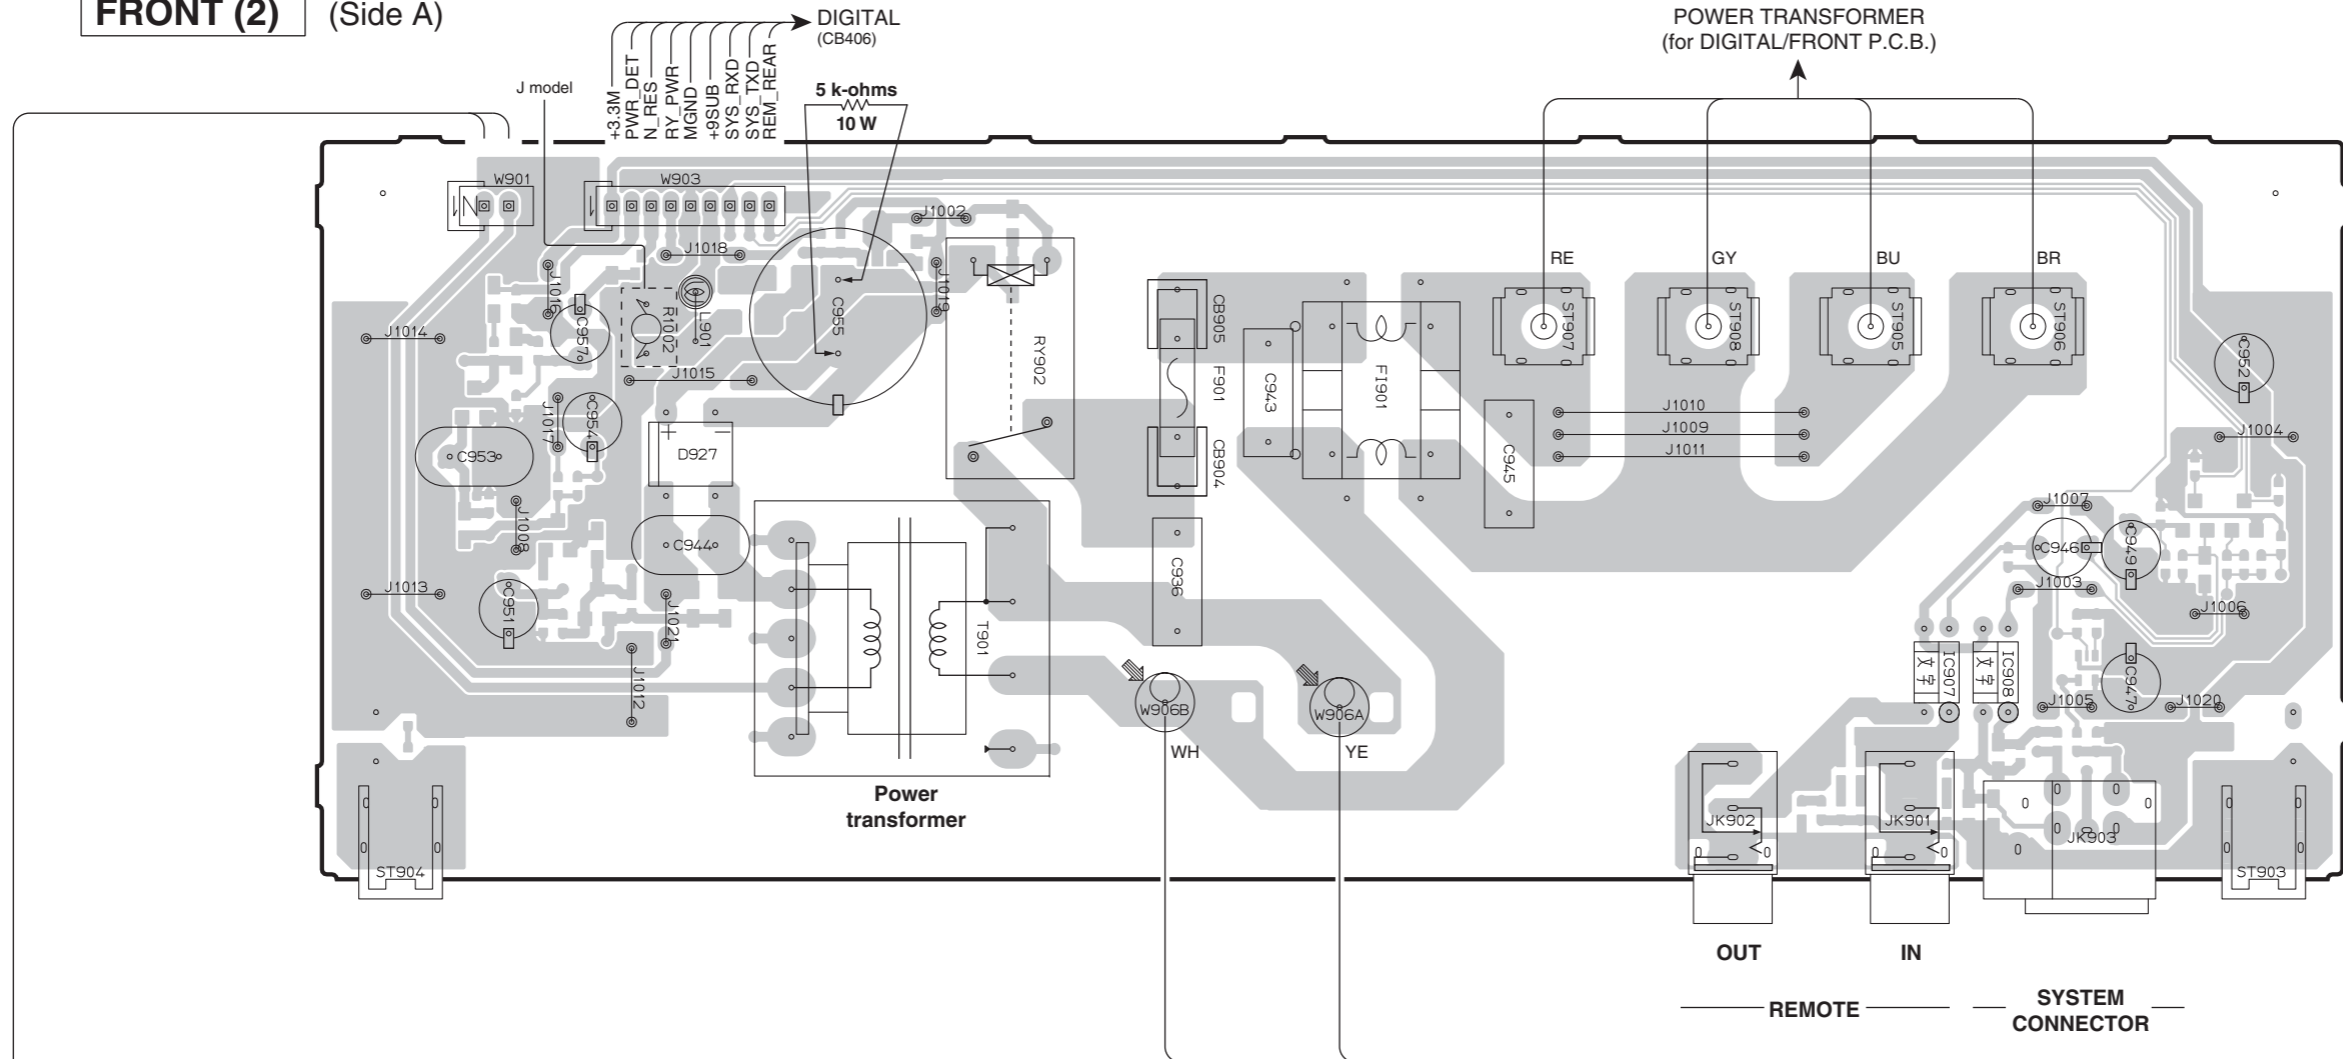 FRONT (2)
(Side A)
DIGITAL
(CB406)
POWER TRANSFORMER
(for DIGITAL/FRONT P.C.B.)
J model
+3.3M
PWR_DET
N_RES
RY_PWR
MGND
+9SUB
SYS_RXD
SYS_TXD
REM_REAR
5 k-ohms
10 W
W901
W903
J1002
J1018
J1016
C957
R1002
L901
C955
J1019
RY902
CB905
F901
CB904
C943
FI901
C945
RE
GY
BU
BR
ST907
ST908
ST905
ST906
J1010
J1009
J1011
C952
J1004
J1014
J1015
J1017
C954
C953
D927
J1008
C944
J1013
C951
J1021
J1012
T901
C936
W906B
W906A
WH
YE
J1007
C946
C949
J1003
J1006
IC907
IC908
C947
J1005
J1020
Power
transformer
ST904
JK902
JK901
JK903
ST903
OUT
IN
REMOTE
SYSTEM
CONNECTOR